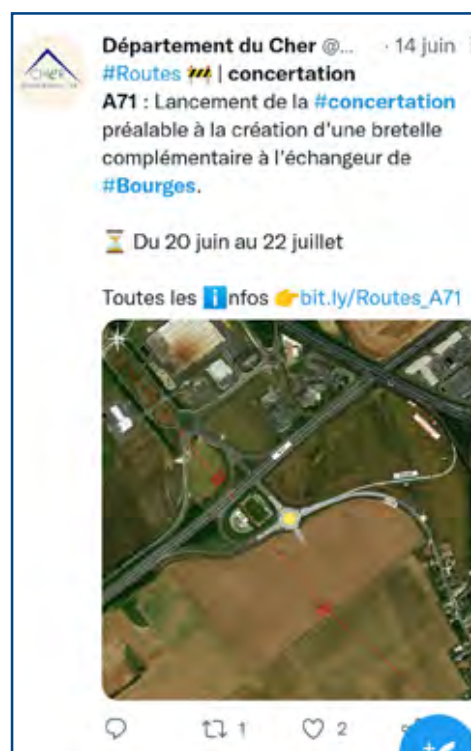 Département du Cher @... · 14 juin
#Routes | concertation
A71 : Lancement de la #concertation
préalable à la création d'une bretelle
complémentaire à l'échangeur de
#Bourges.
Du 20 juin au 22 juillet
Toutes les ℹ️nfos bit.ly/Routes_A71
CHER
1 2